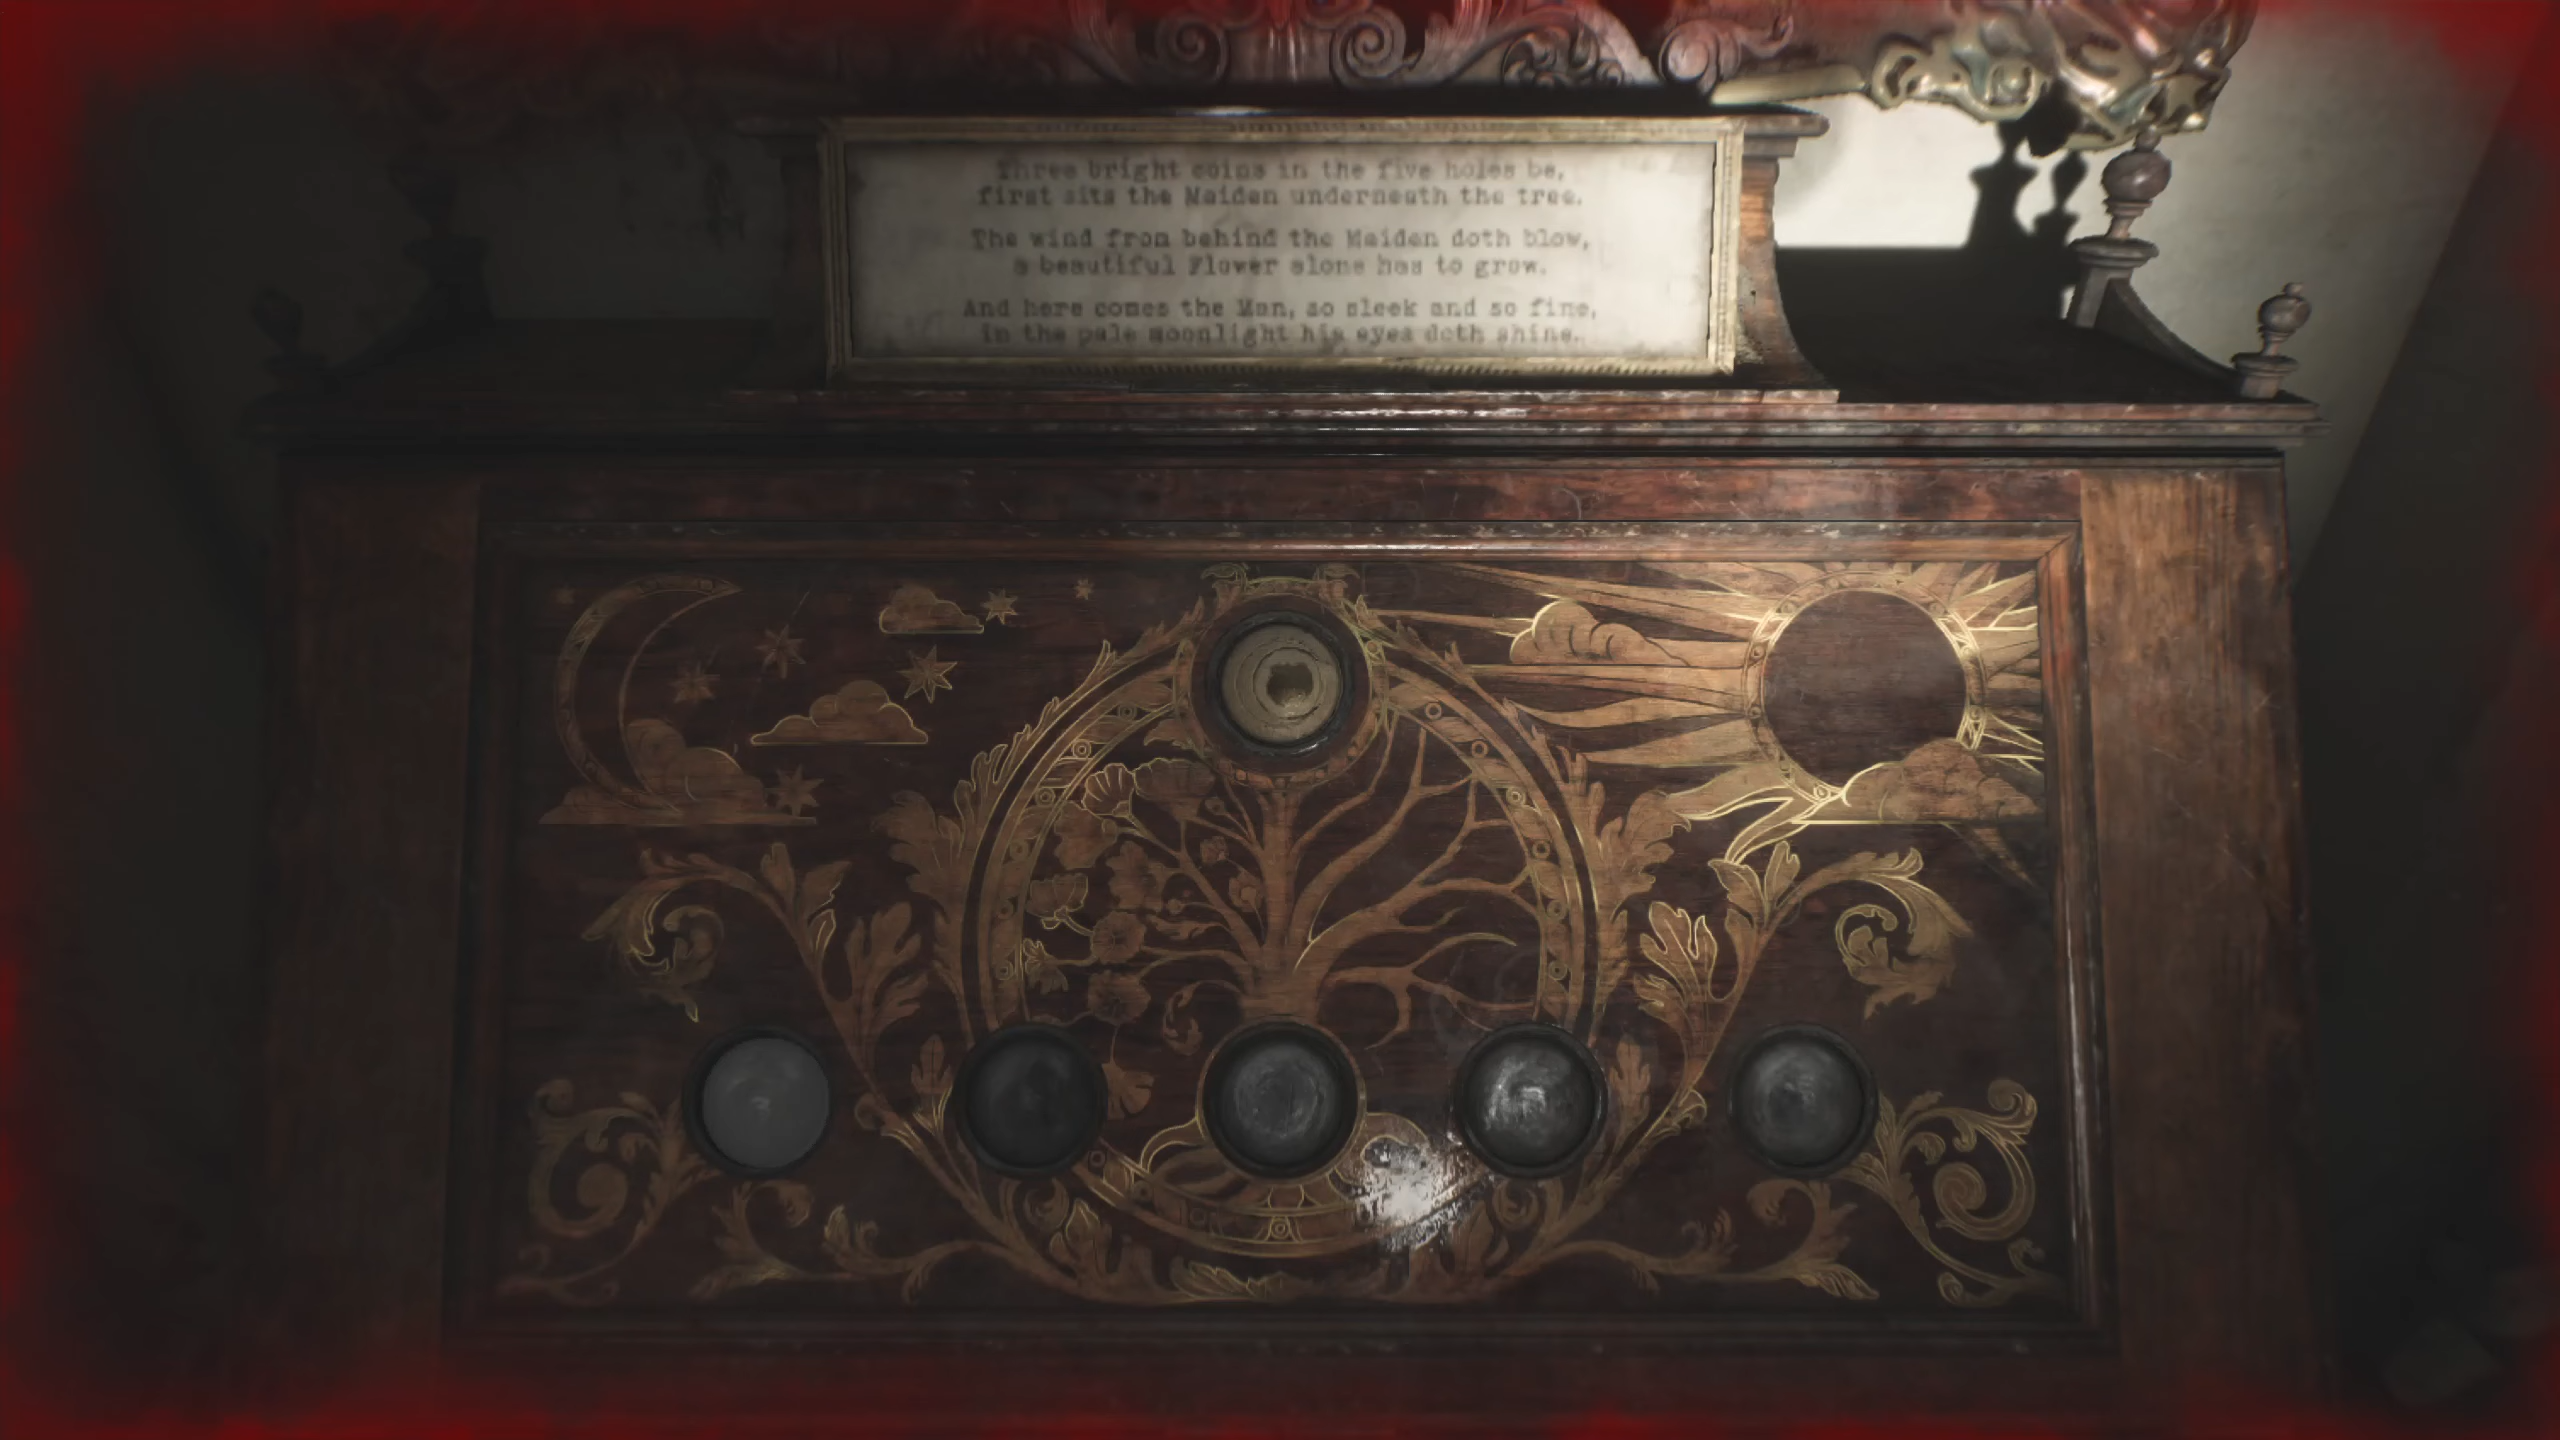 Three bright coins in the five holes be,
first sits the Maiden underneath the tree.
The wind from behind the Maiden doth blow,
a beautiful Flower alone has to grow.
And here comes the Man, so sleek and so fine,
in the pale moonlight his eyes doth shine.